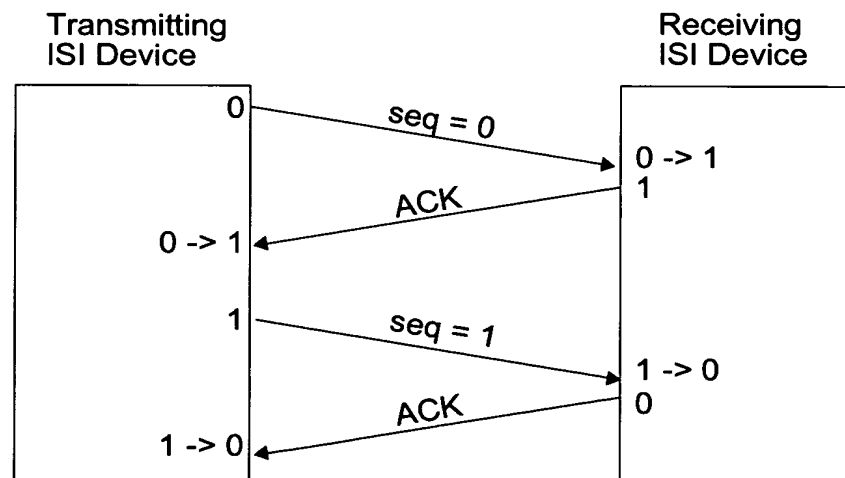 Transmitting
ISI Device
Receiving
ISI Device
0
seq = 0
0 -> 1
1
ACK
0 -> 1
1
seq = 1
1 -> 0
0
ACK
1 -> 0